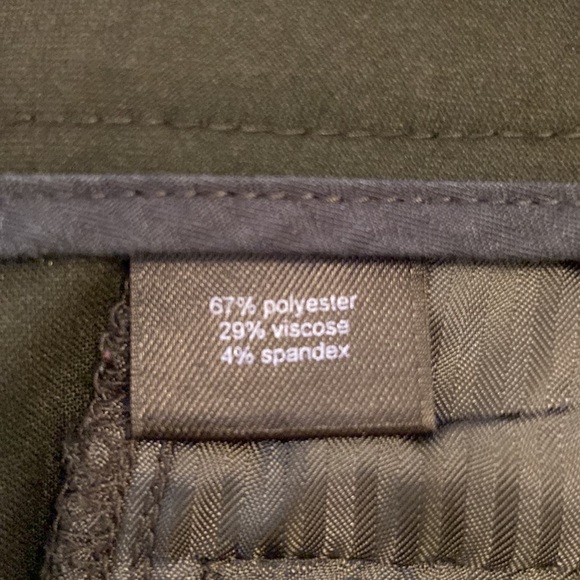 67% polyester
29% viscose
4% spandex